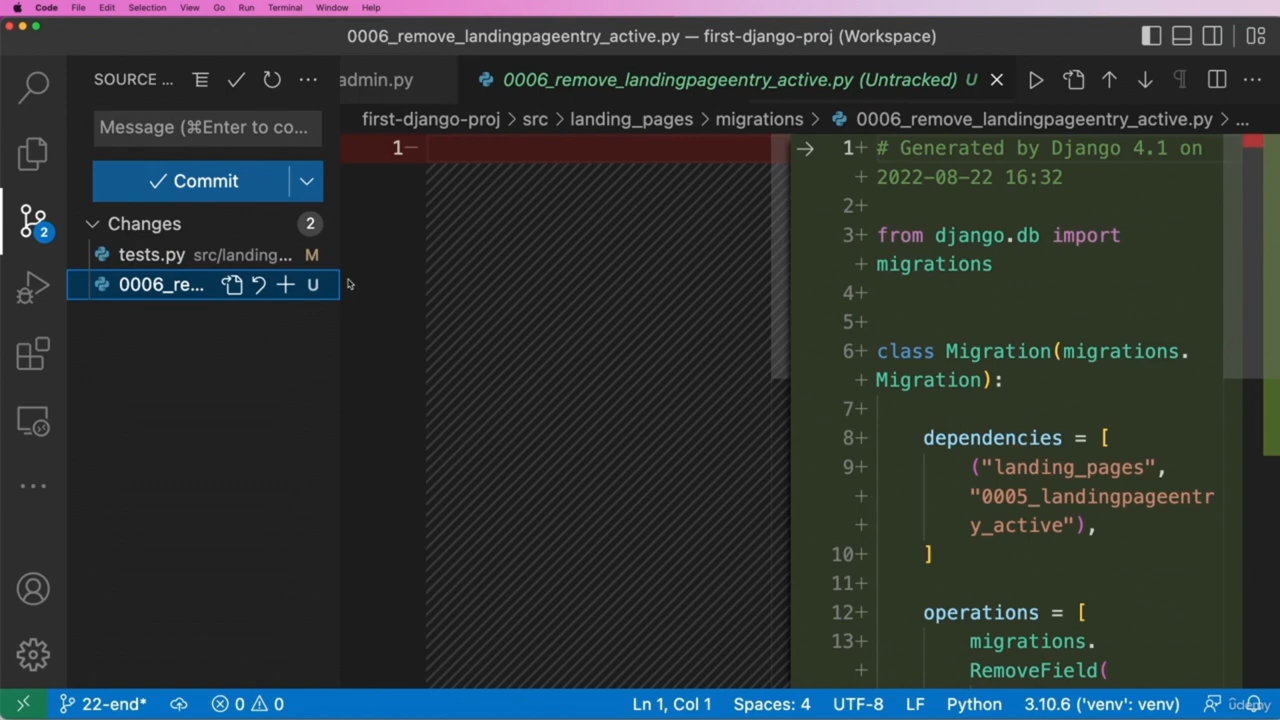 Code File Edit Selection View Go Run Terminal Window Help
0006_remove_landingpageentry_active.py — first-django-proj (Workspace)
SOURCE ...
admin.py
0006_remove_landingpageentry_active.py (Untracked) U
Message (⌘Enter to co...
first-django-proj > src > landing_pages > migrations > 0006_remove_landingpageentry_active.py > ...
Commit
Changes 2
tests.py src/landing... M
0006_re... U
2
1
1+ # Generated by Django 4.1 on
+ 2022-08-22 16:32
2+
3+ from django.db import
+ migrations
4+
5+
6+ class Migration(migrations.
+ Migration):
7+
8+ dependencies = [
9+ ("landing_pages",
+ "0005_landingpageentr
+ y_active"),
10+ ]
11+
12+ operations = [
13+ migrations.
+ RemoveField(
22-end* 0 0 Ln 1, Col 1 Spaces: 4 UTF-8 LF Python 3.10.6 ('venv': venv)
udemy